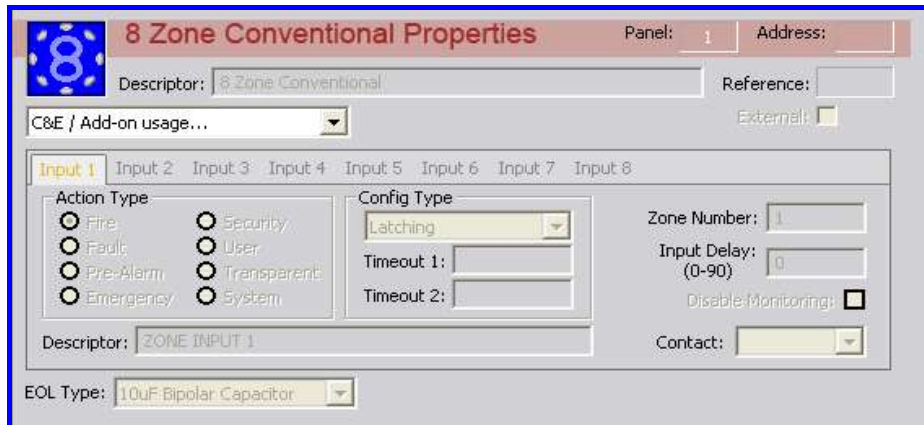 8 8 Zone Conventional Properties Panel: 1 Address:
Descriptor: 8 Zone Conventional Reference:
C&E / Add-on usage... External:
Input 1 Input 2 Input 3 Input 4 Input 5 Input 6 Input 7 Input 8
Action Type Config Type
Fire Security Latching Zone Number: 1
Fault User Timeout 1: Input Delay: 0
(0-90)
Pre-Alarm Transparent
Emergency System Timeout 2: Disable Monitoring:
Descriptor: ZONE INPUT 1 Contact:
EOL Type: 10uF Bipolar Capacitor